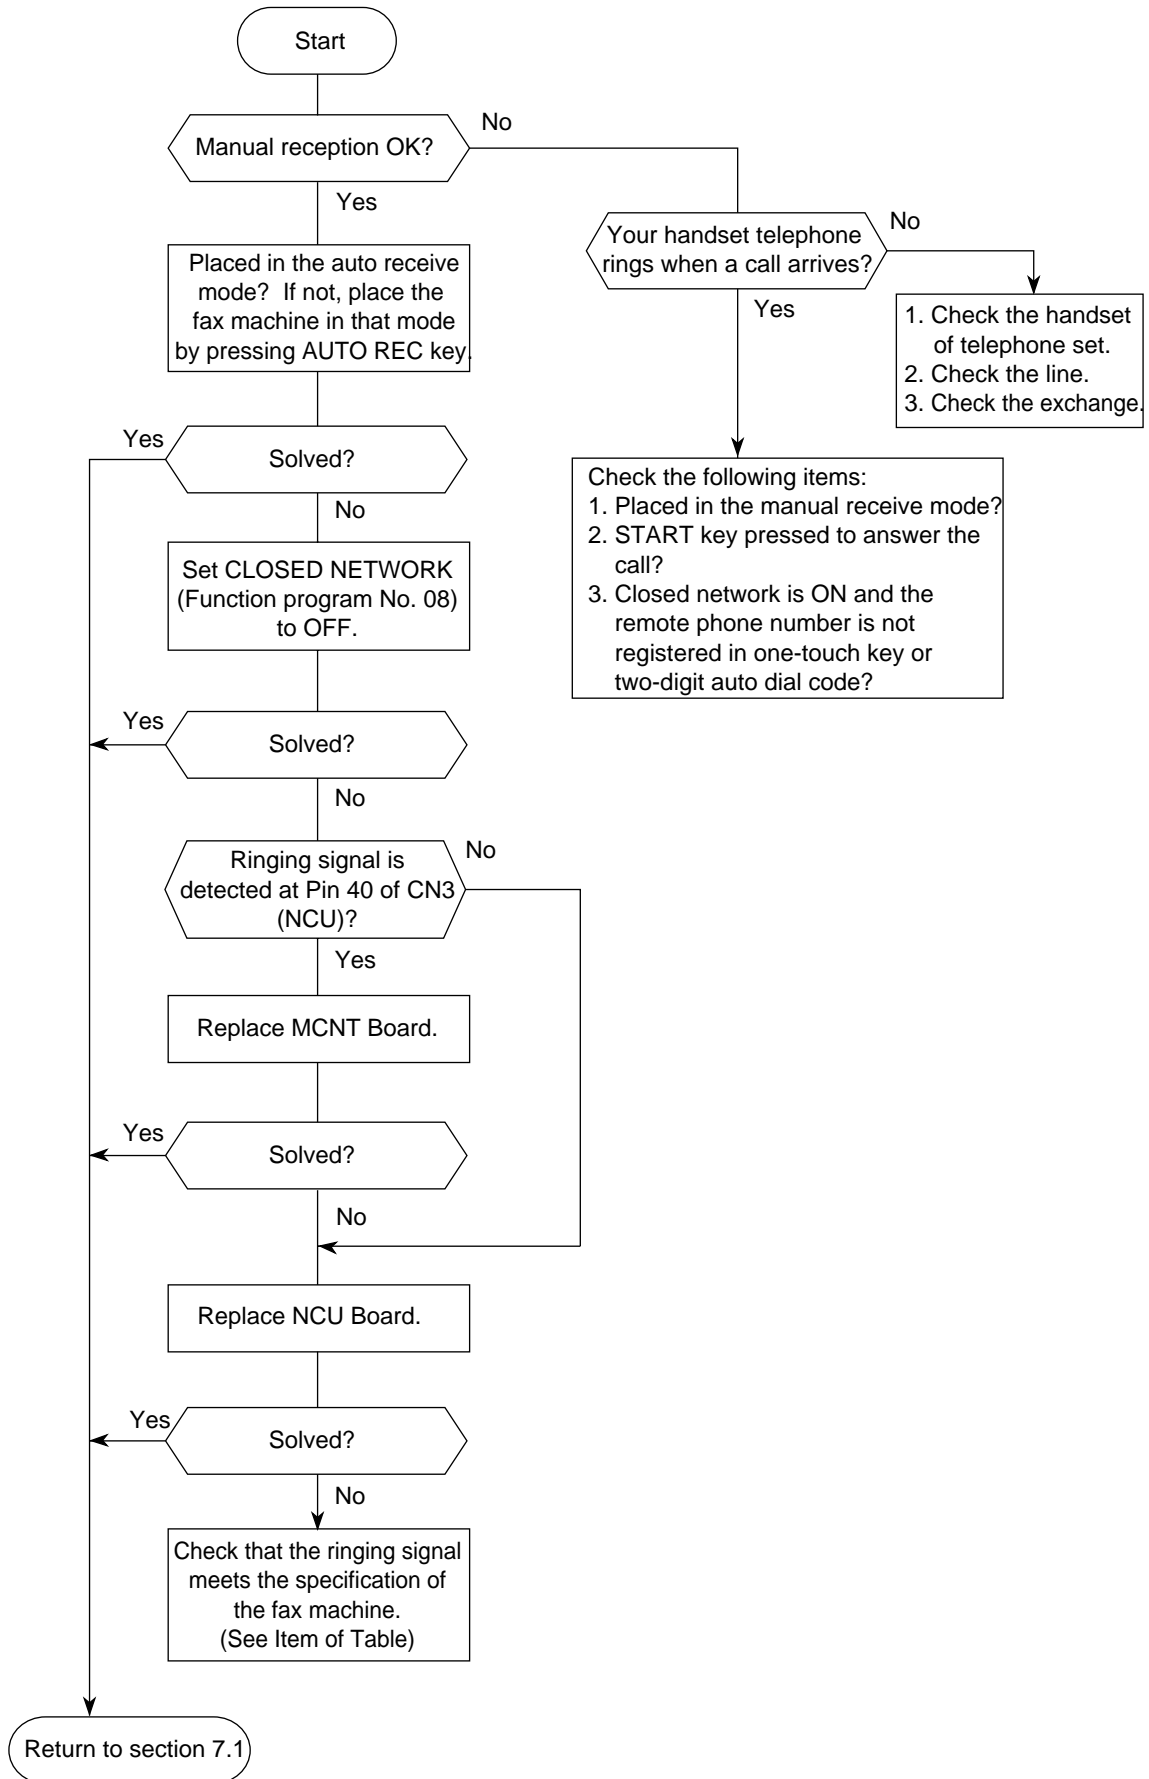 Start
Manual reception OK?
No
Yes
Your handset telephone
rings when a call arrives?
No
Yes
1. Check the handset
of telephone set.
2. Check the line.
3. Check the exchange.
Check the following items:
1. Placed in the manual receive mode?
2. START key pressed to answer the
call?
3. Closed network is ON and the
remote phone number is not
registered in one-touch key or
two-digit auto dial code?
Placed in the auto receive
mode? If not, place the
fax machine in that mode
by pressing AUTO REC key.
Yes
Solved?
No
Set CLOSED NETWORK
(Function program No. 08)
to OFF.
Yes
Solved?
No
Ringing signal is
detected at Pin 40 of CN3
(NCU)?
No
Yes
Replace MCNT Board.
Yes
Solved?
No
Replace NCU Board.
Yes
Solved?
No
Check that the ringing signal
meets the specification of
the fax machine.
(See Item of Table)
Return to section 7.1